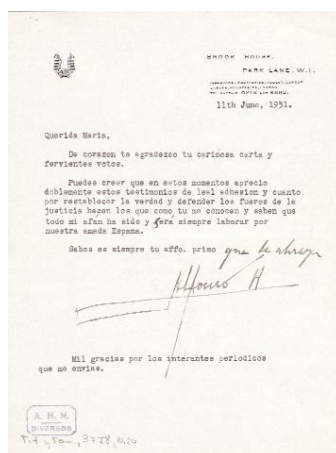 BROOK HOUSE,
PARK LANE, W.1.
11th June, 1931.
Querida Maria,
De corazon te agradezco tu cariñosa carta y
fervientes votos.
Puedes creer que en estos momentos aprecio
doblemente estos testimonios de leal adhesion y cuanto
por restablecer la verdad y defender los fueros de la
justicia hacen los que como tu me conocen y saben que
todo mi afan ha sido y sera siempre laborar por
nuestra amada España.
Sabes es siempre tu affo. primo que te abraza
Alfonso
Mil gracias por los
periodicos
que me envias.
A. H. N.
DIVERSOS